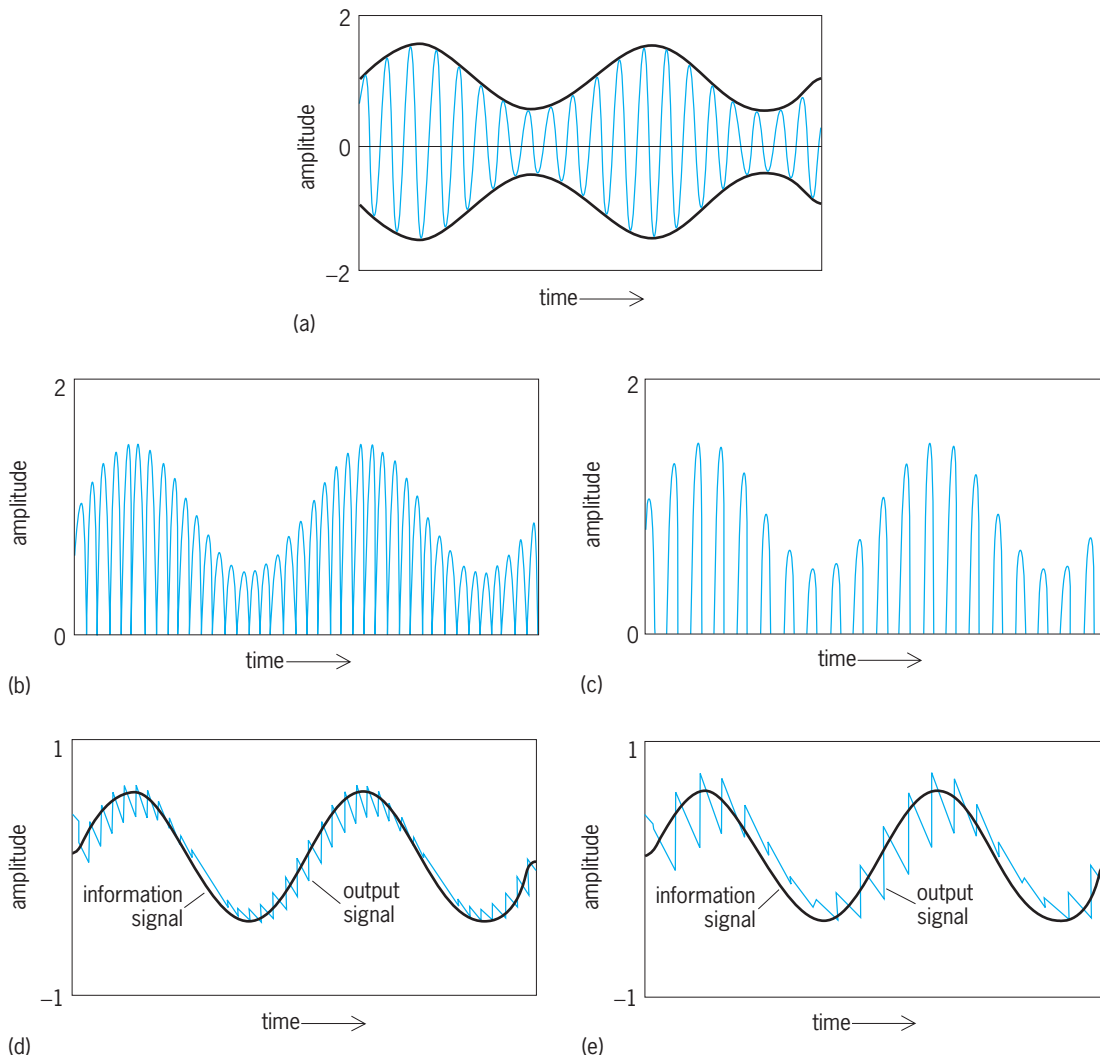 2
amplitude
0
−2
time
(a)
2
amplitude
0
time
(b)
2
amplitude
0
time
(c)
1
amplitude
information
signal
output
signal
−1
time
(d)
1
amplitude
information
signal
output
signal
−1
time
(e)